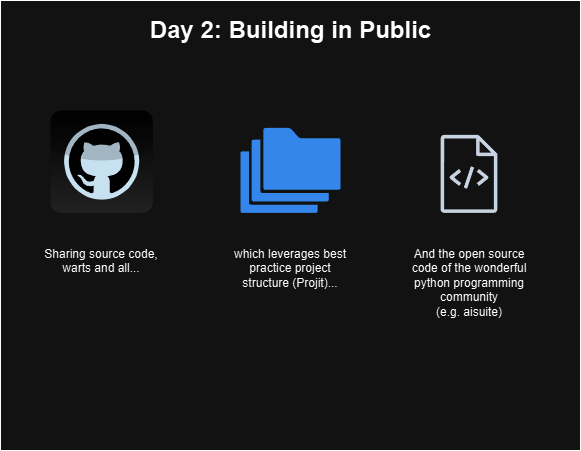 Day 2: Building in Public
Sharing source code,
warts and all...
which leverages best
practice project
structure (Projit)...
And the open source
code of the wonderful
python programming
community
(e.g. aisuite)